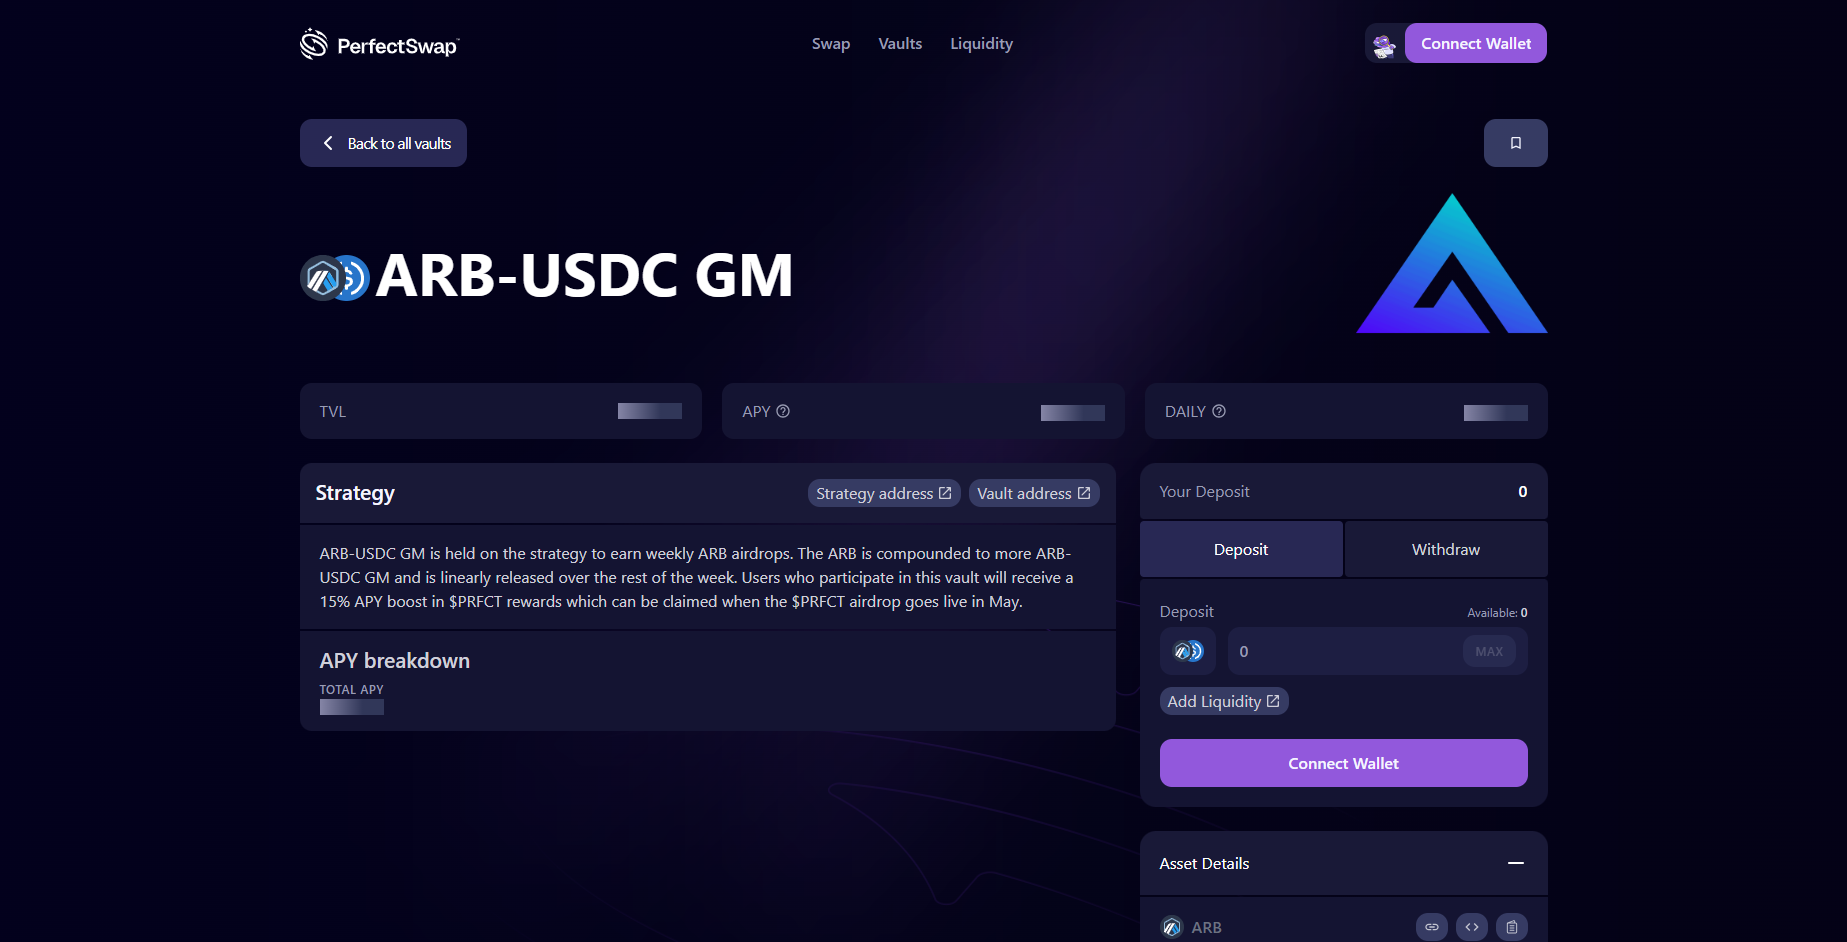 PerfectSwap™
Swap
Vaults
Liquidity
Connect Wallet
Back to all vaults
ARB-USDC GM
TVL
APY
DAILY
Strategy
Strategy address
Vault address
ARB-USDC GM is held on the strategy to earn weekly ARB airdrops. The ARB is compounded to more ARB-
USDC GM and is linearly released over the rest of the week. Users who participate in this vault will receive a
15% APY boost in $PRFCT rewards which can be claimed when the $PRFCT airdrop goes live in May.
APY breakdown
TOTAL APY
Your Deposit
0
Deposit
Withdraw
Deposit
Available: 0
0
MAX
Add Liquidity
Connect Wallet
Asset Details
ARB